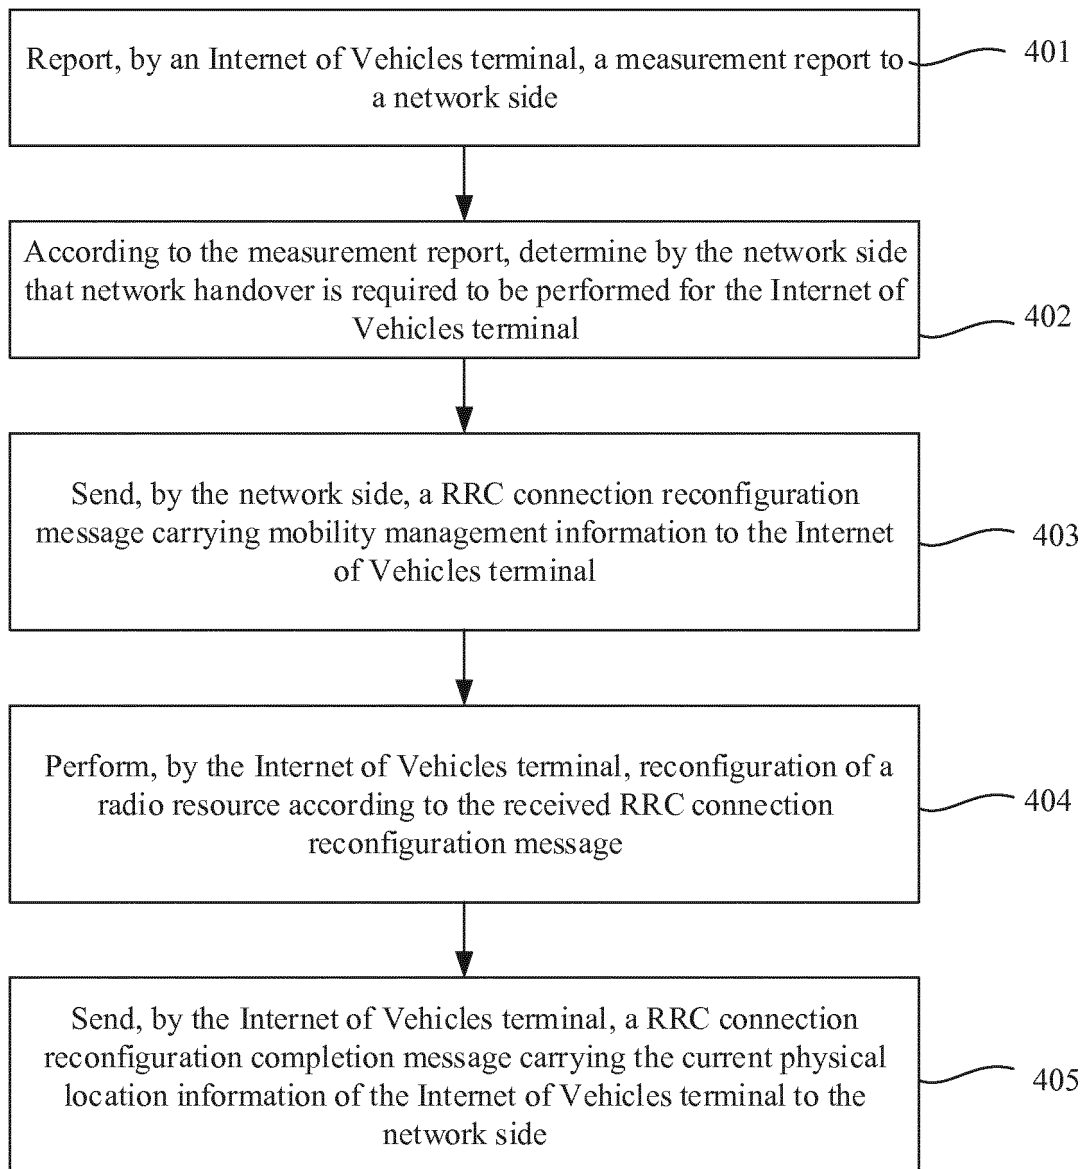 Report, by an Internet of Vehicles terminal, a measurement report to
a network side
401
According to the measurement report, determine by the network side
that network handover is required to be performed for the Internet of
Vehicles terminal
402
Send, by the network side, a RRC connection reconfiguration
message carrying mobility management information to the Internet
of Vehicles terminal
403
Perform, by the Internet of Vehicles terminal, reconfiguration of a
radio resource according to the received RRC connection
reconfiguration message
404
Send, by the Internet of Vehicles terminal, a RRC connection
reconfiguration completion message carrying the current physical
location information of the Internet of Vehicles terminal to the
network side
405